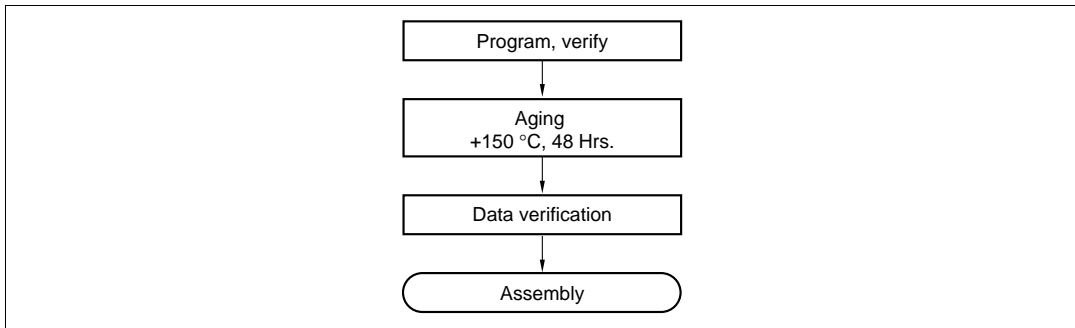 Program, verify
Aging
+150 °C, 48 Hrs.
Data verification
Assembly